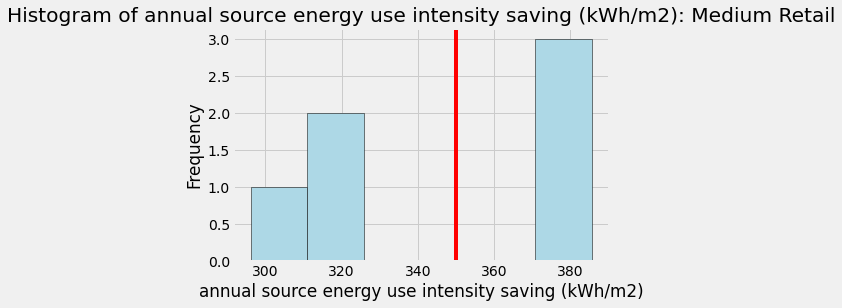 Histogram of annual source energy use intensity saving (kWh/m2): Medium Retail
3.0
2.5
2.0
1.5
1.0
0.5
0.0
Frequency
300 320 340 360 380
annual source energy use intensity saving (kWh/m2)